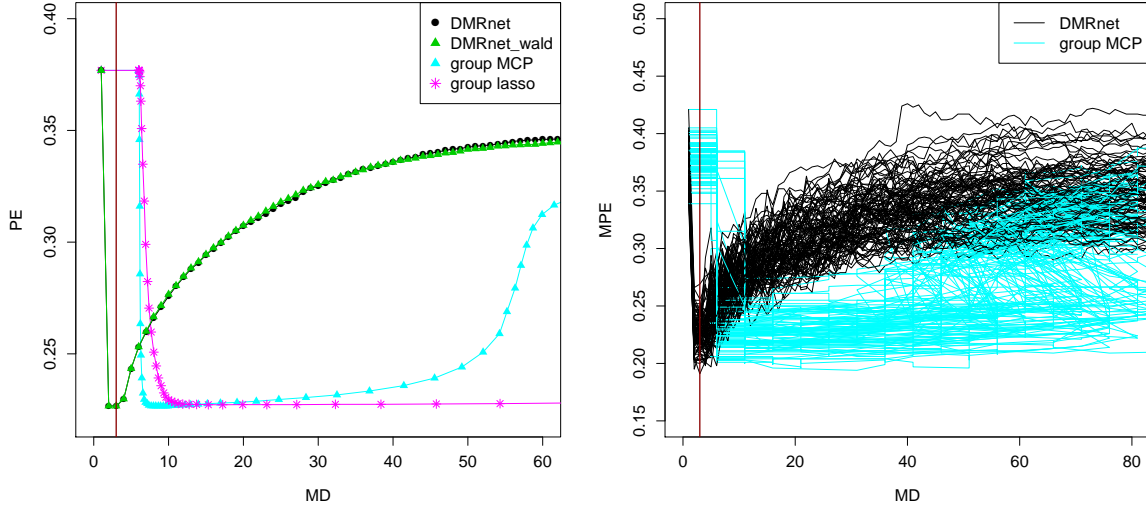 0.40
0.35
0.30
0.25
PE
0 10 20 30 40 50 60
MD
DMRnet
DMRnet_wald
group MCP
group lasso
0.50
0.45
0.40
0.35
0.30
0.25
0.20
0.15
MPE
0 20 40 60 80
MD
DMRnet
group MCP